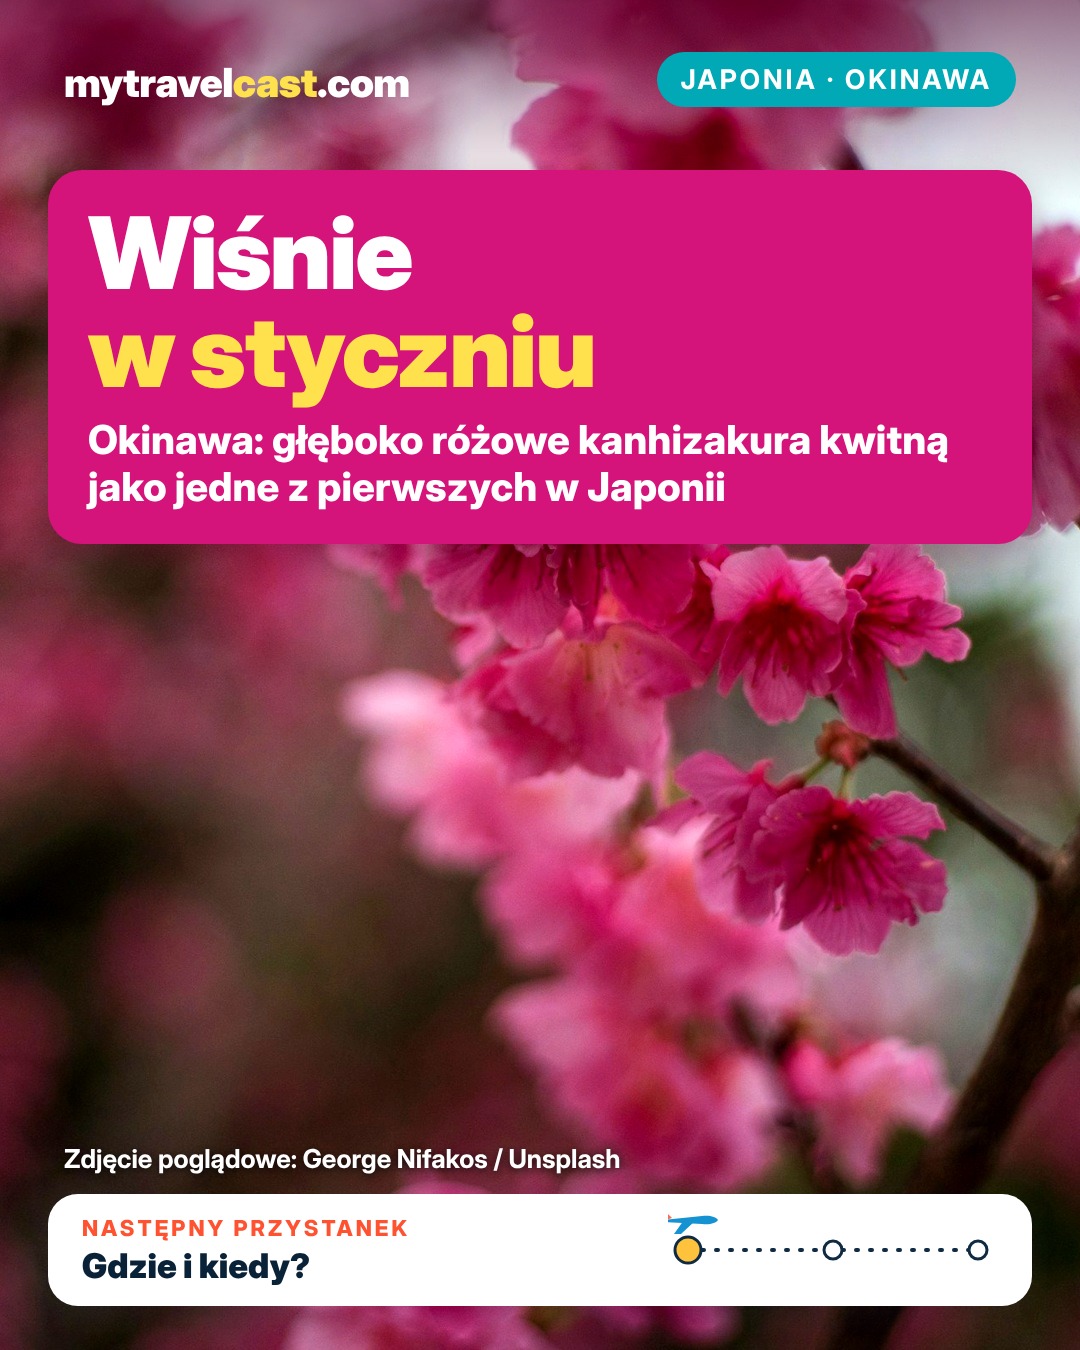 mytravelcast.com
JAPONIA · OKINAWA
Wiśnie
w styczniu
Okinawa: głęboko różowe kanhizakura kwitną
jako jedne z pierwszych w Japonii
Zdjęcie poglądowe: George Nifakos / Unsplash
NASTĘPNY PRZYSTANEK
Gdzie i kiedy?